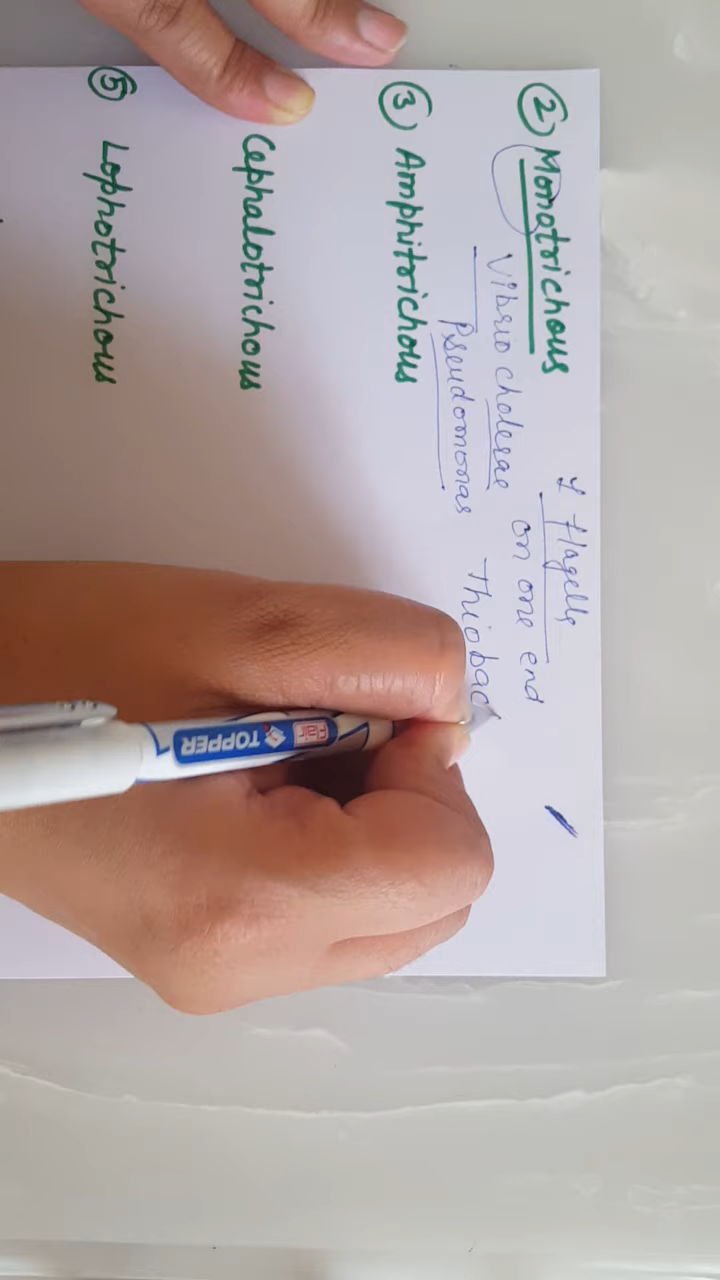 ② Monotrichous
1 flagella
on one end
Vibrio cholerae
Pseudomonas Thiobac
③ Amphitrichous
Cephalotrichous
⑤ Lophotrichous
TOPPER